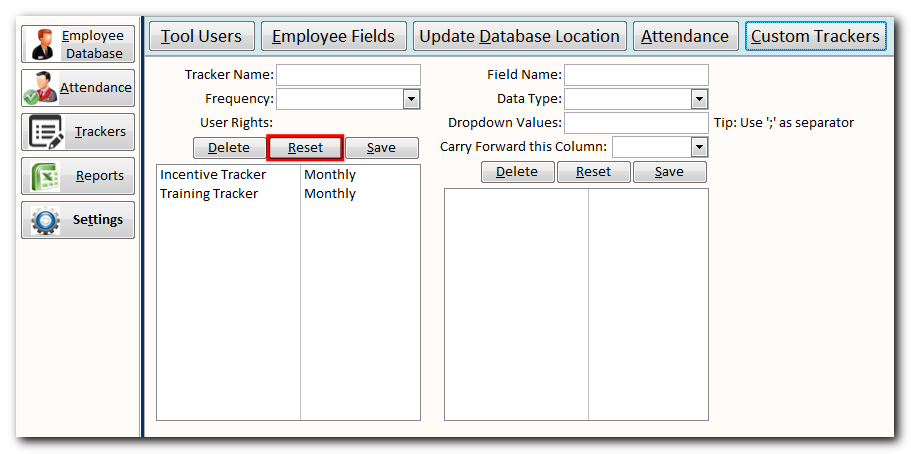 Employee Database
Attendance
Trackers
Reports
Settings
Tool Users
Employee Fields
Update Database Location
Attendance
Custom Trackers
Tracker Name:
Frequency:
User Rights:
Delete
Reset
Save
Incentive Tracker Monthly
Training Tracker Monthly
Field Name:
Data Type:
Dropdown Values:
Tip: Use ';' as separator
Carry Forward this Column:
Delete
Reset
Save